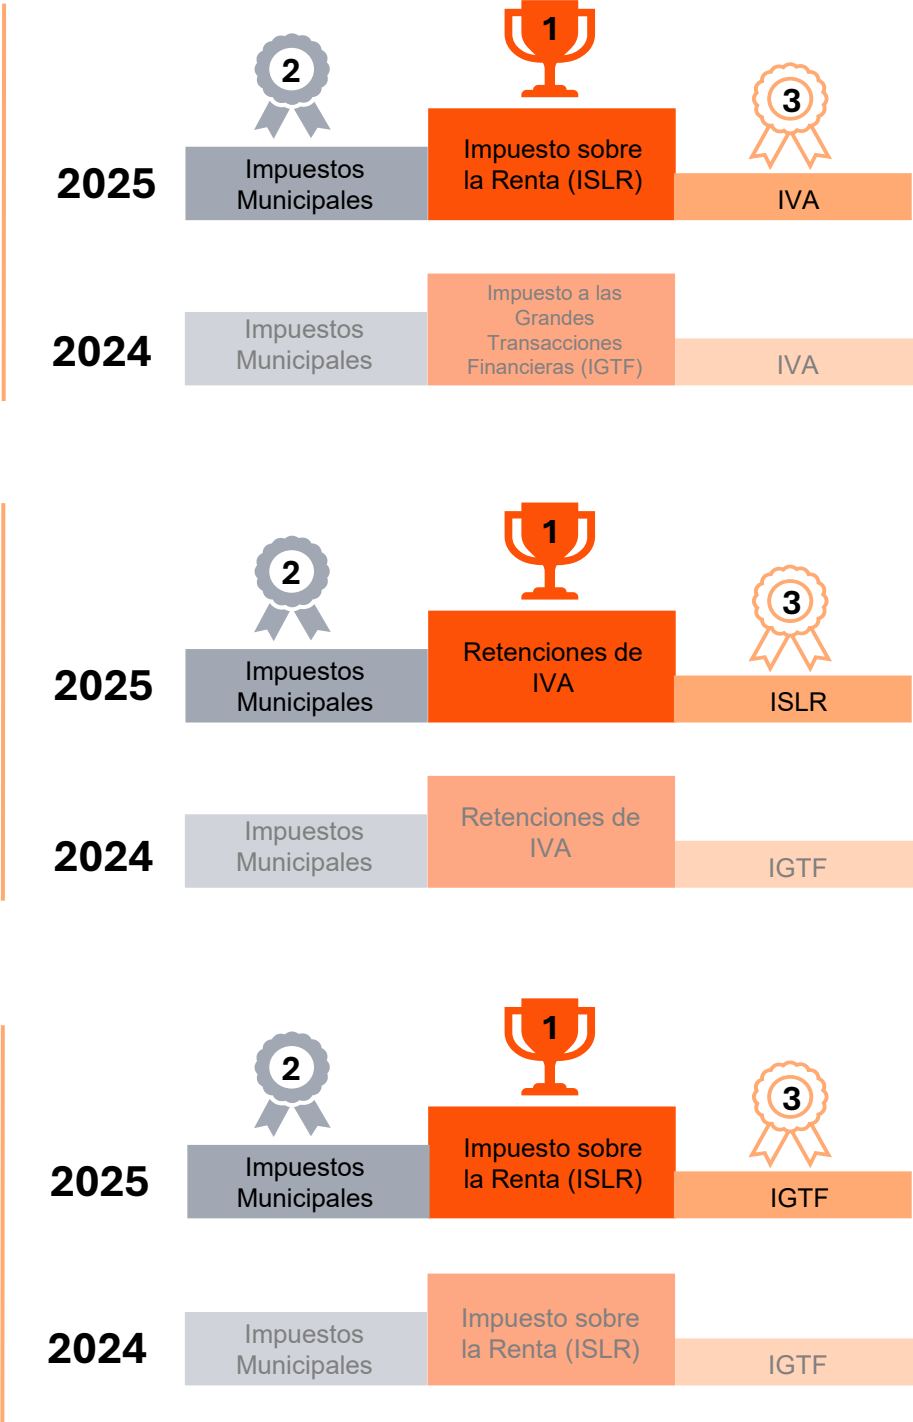 1
2
3
2025
Impuestos
Municipales
Impuesto sobre
la Renta (ISLR)
IVA
2024
Impuestos
Municipales
Impuesto a las
Grandes
Transacciones
Financieras (IGTF)
IVA
1
2
3
2025
Impuestos
Municipales
Retenciones de
IVA
ISLR
2024
Impuestos
Municipales
Retenciones de
IVA
IGTF
1
2
3
2025
Impuestos
Municipales
Impuesto sobre
la Renta (ISLR)
IGTF
2024
Impuestos
Municipales
Impuesto sobre
la Renta (ISLR)
IGTF